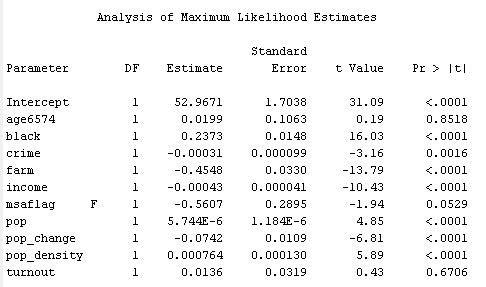 Analysis of Maximum Likelihood Estimates
Standard
Parameter DF Estimate Error t Value Pr > |t|
Intercept 1 52.9671 1.7038 31.09 <.0001
age6574 1 0.0199 0.1063 0.19 0.8518
black 1 0.2373 0.0148 16.03 <.0001
crime 1 -0.00031 0.000099 -3.16 0.0016
farm 1 -0.4548 0.0330 -13.79 <.0001
income 1 -0.00043 0.000041 -10.43 <.0001
msaflag F 1 -0.5607 0.2895 -1.94 0.0529
pop 1 5.744E-6 1.184E-6 4.85 <.0001
pop_change 1 -0.0742 0.0109 -6.81 <.0001
pop_density 1 0.000764 0.000130 5.89 <.0001
turnout 1 0.0136 0.0319 0.43 0.6706